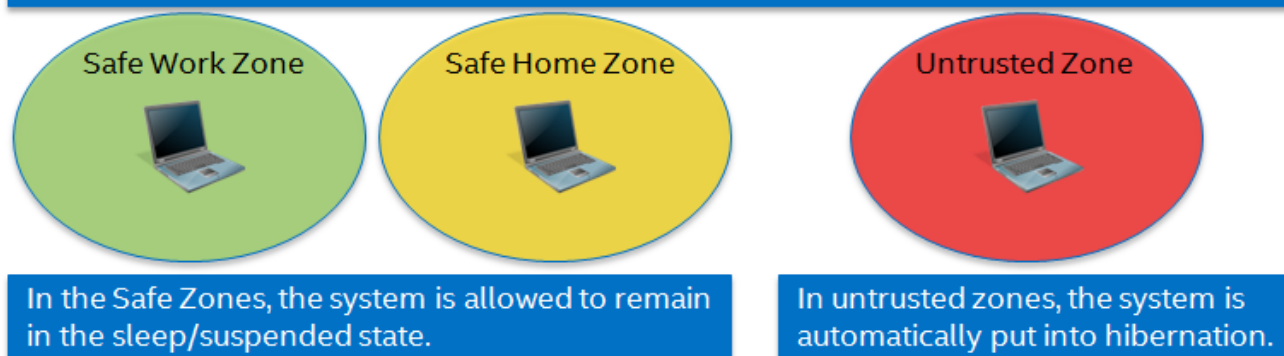 Safe Work Zone
Safe Home Zone
Untrusted Zone
In the Safe Zones, the system is allowed to remain
in the sleep/suspended state.
In untrusted zones, the system is
automatically put into hibernation.